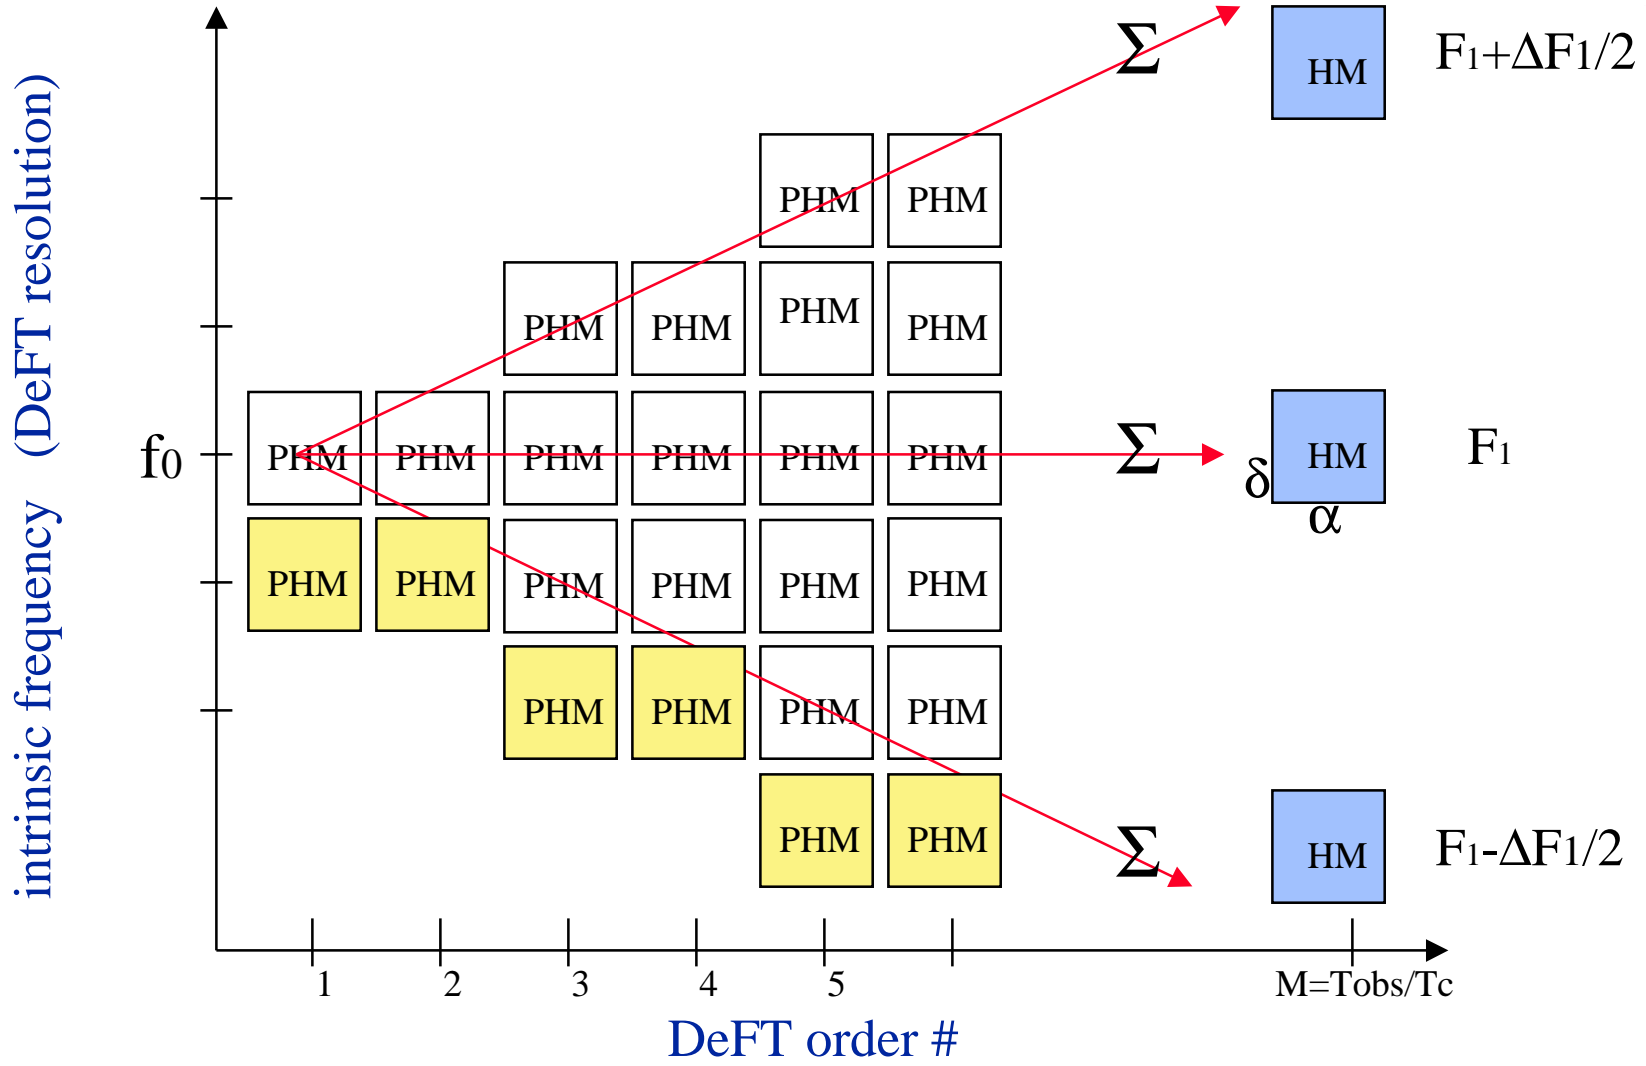 intrinsic frequency (DeFT resolution)
Σ HM F1+ΔF1/2
PHM PHM
PHM PHM PHM PHM
f0 PHM PHM PHM PHM PHM PHM Σ δ HM F1
α
PHM PHM PHM PHM PHM PHM
PHM PHM PHM PHM
PHM PHM Σ HM F1-ΔF1/2
1 2 3 4 5 M=Tobs/Tc
DeFT order #